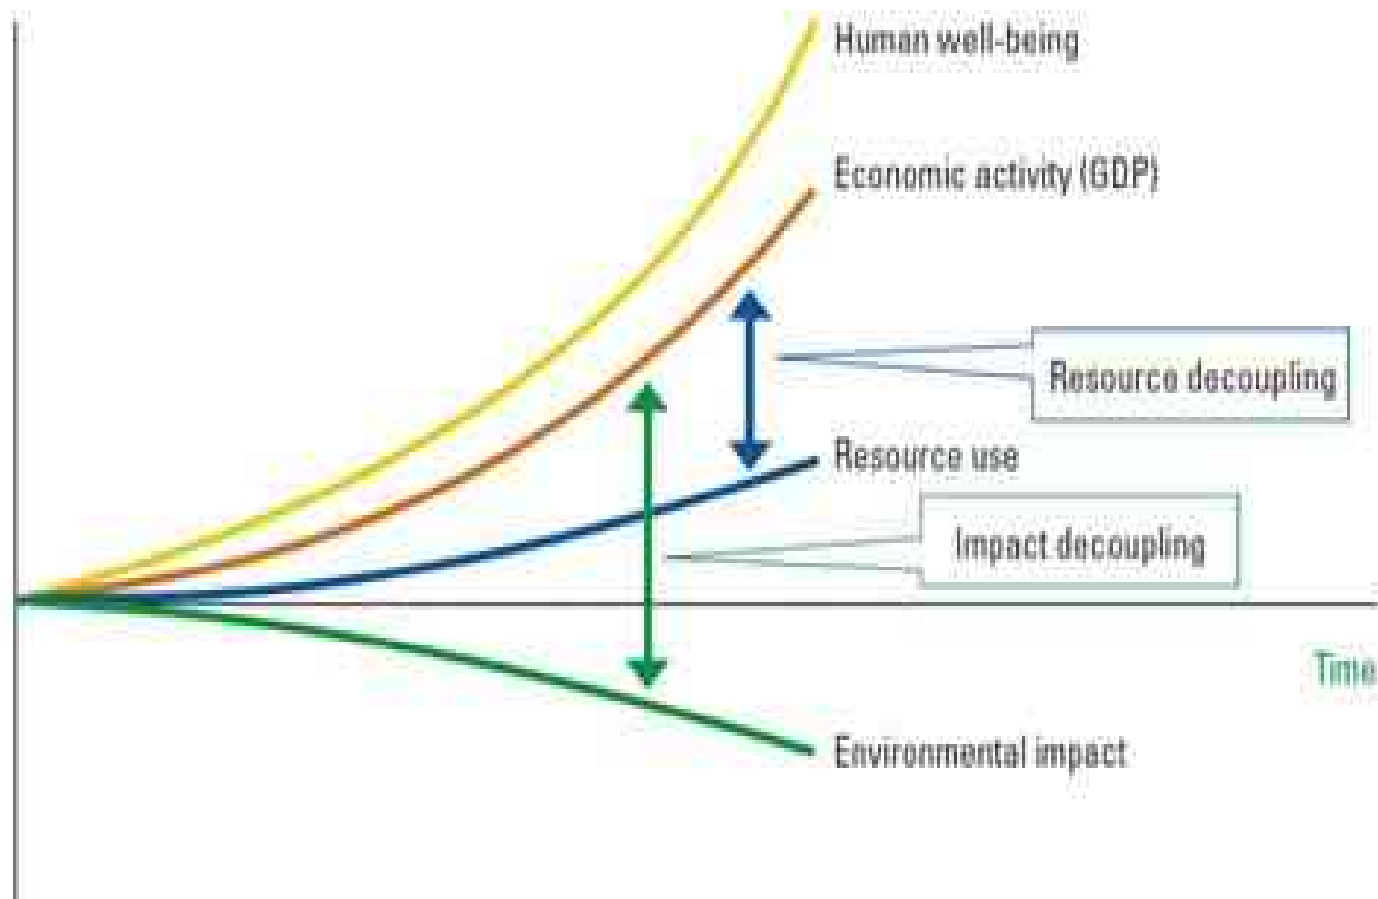 Human well-being
Economic activity (GDP)
Resource decoupling
Resource use
Impact decoupling
Time
Environmental impact